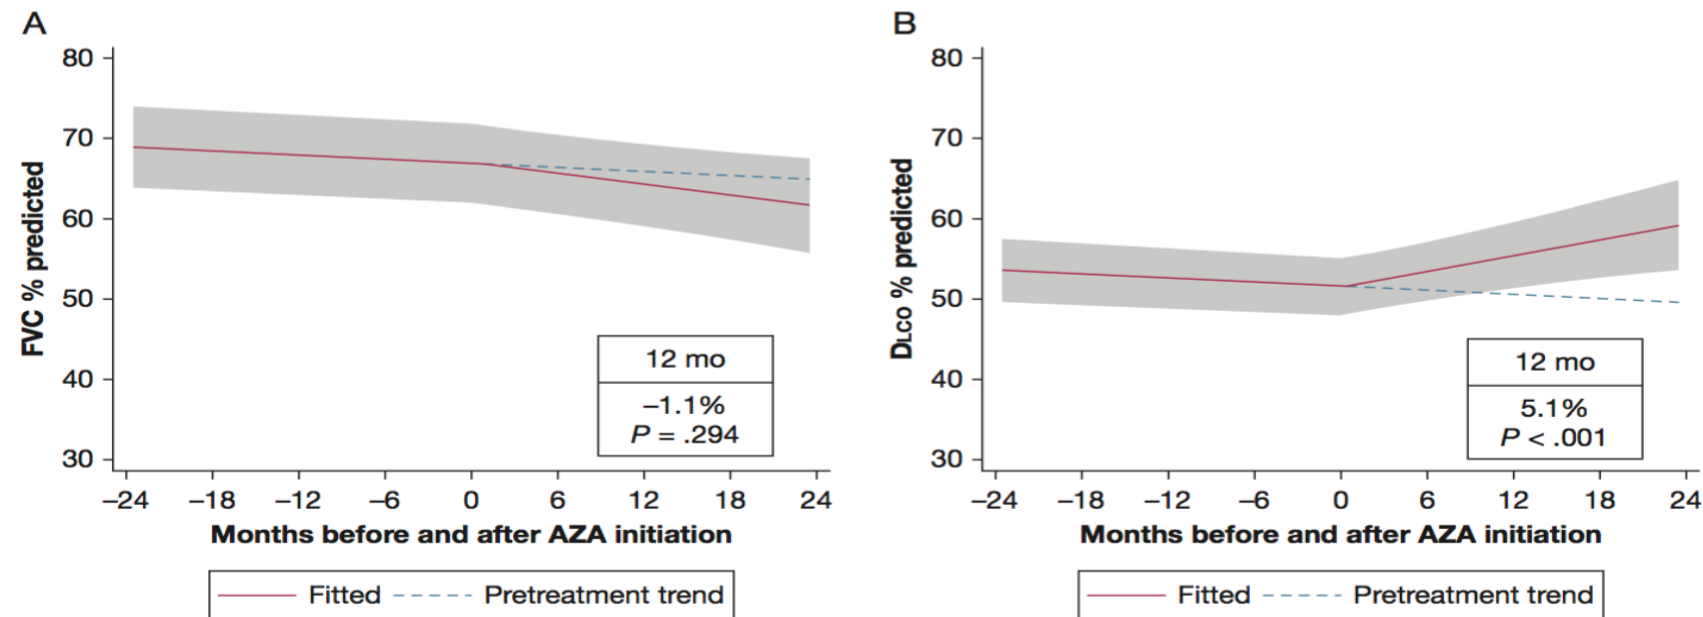 A
80
70
60
50
40
30
FVC % predicted
12 mo
–1.1%
P = .294
–24 –18 –12 –6 0 6 12 18 24
Months before and after AZA initiation
Fitted Pretreatment trend
B
80
70
60
50
40
30
DLCO % predicted
12 mo
5.1%
P < .001
–24 –18 –12 –6 0 6 12 18 24
Months before and after AZA initiation
Fitted Pretreatment trend